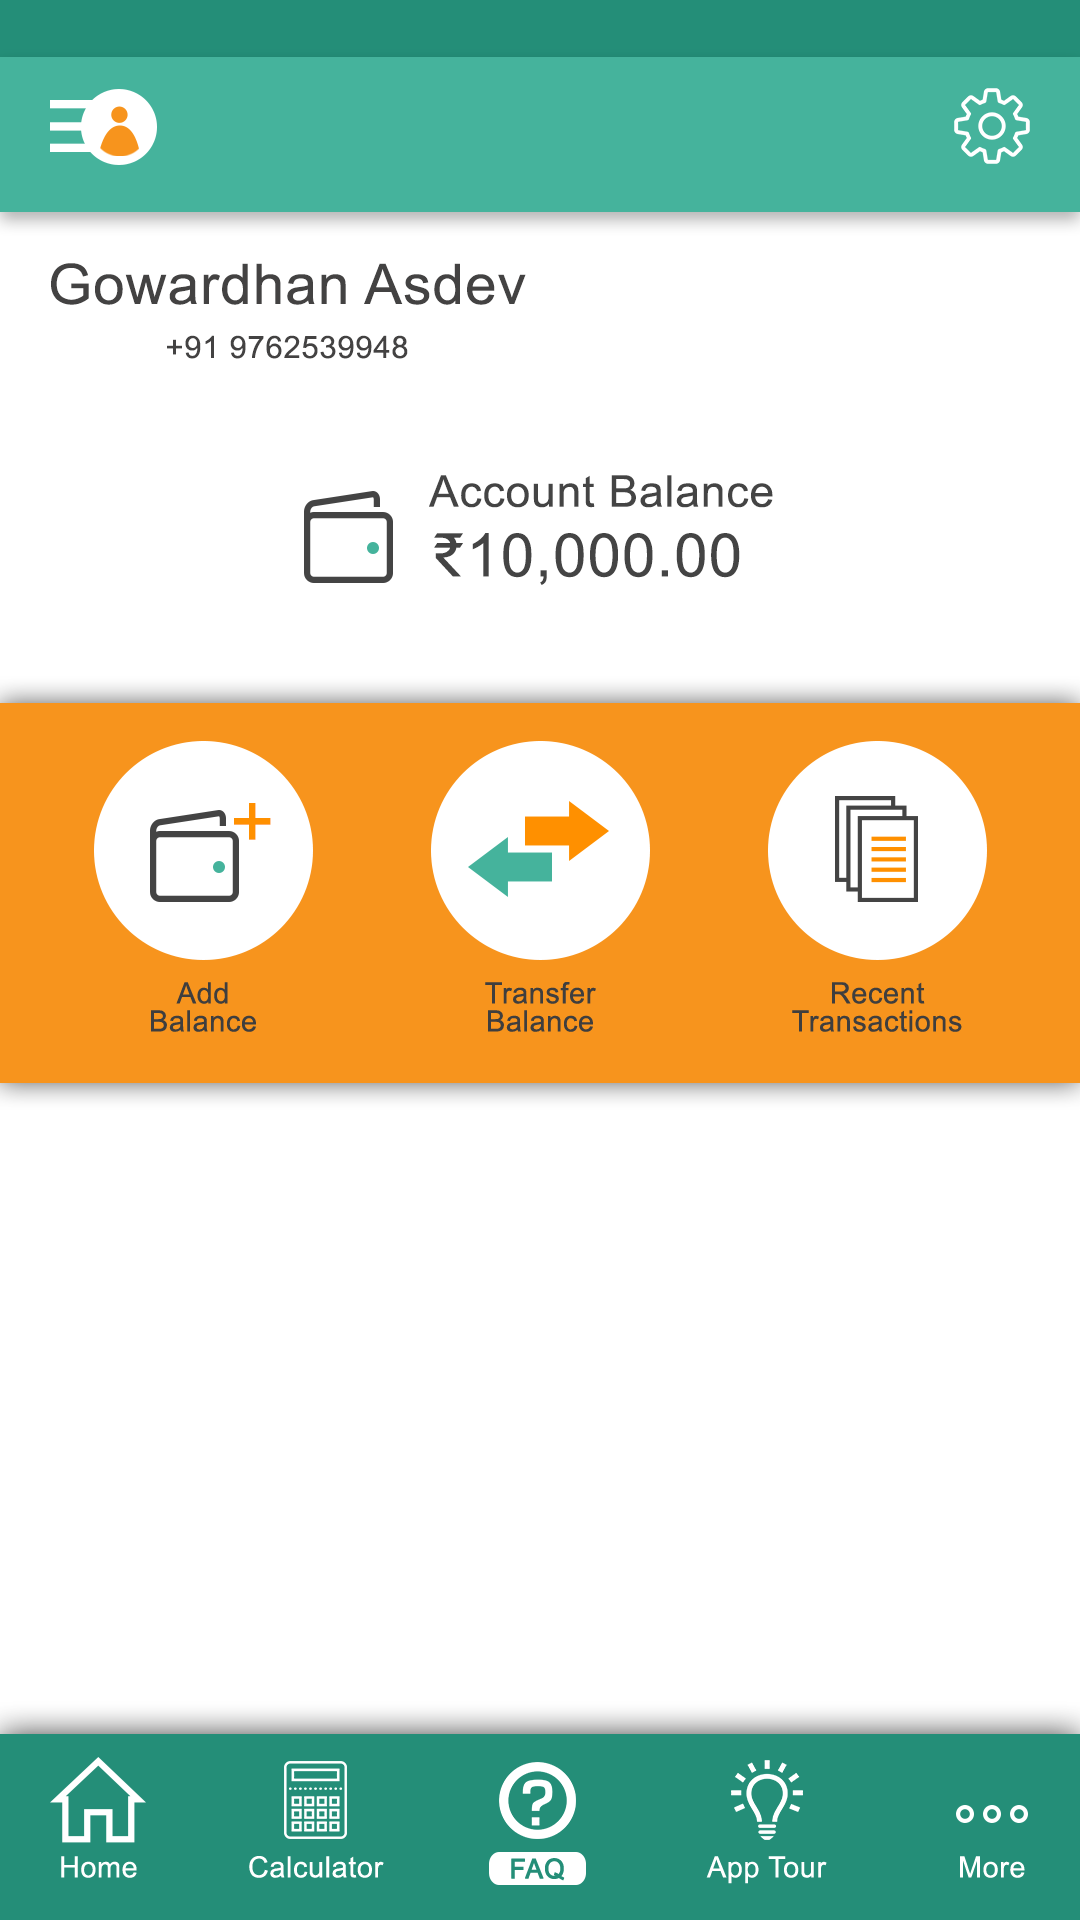 Gowardhan Asdev
+91 9762539948
Account Balance
₹10,000.00
Add
Balance
Transfer
Balance
Recent
Transactions
Home
Calculator
FAQ
App Tour
More